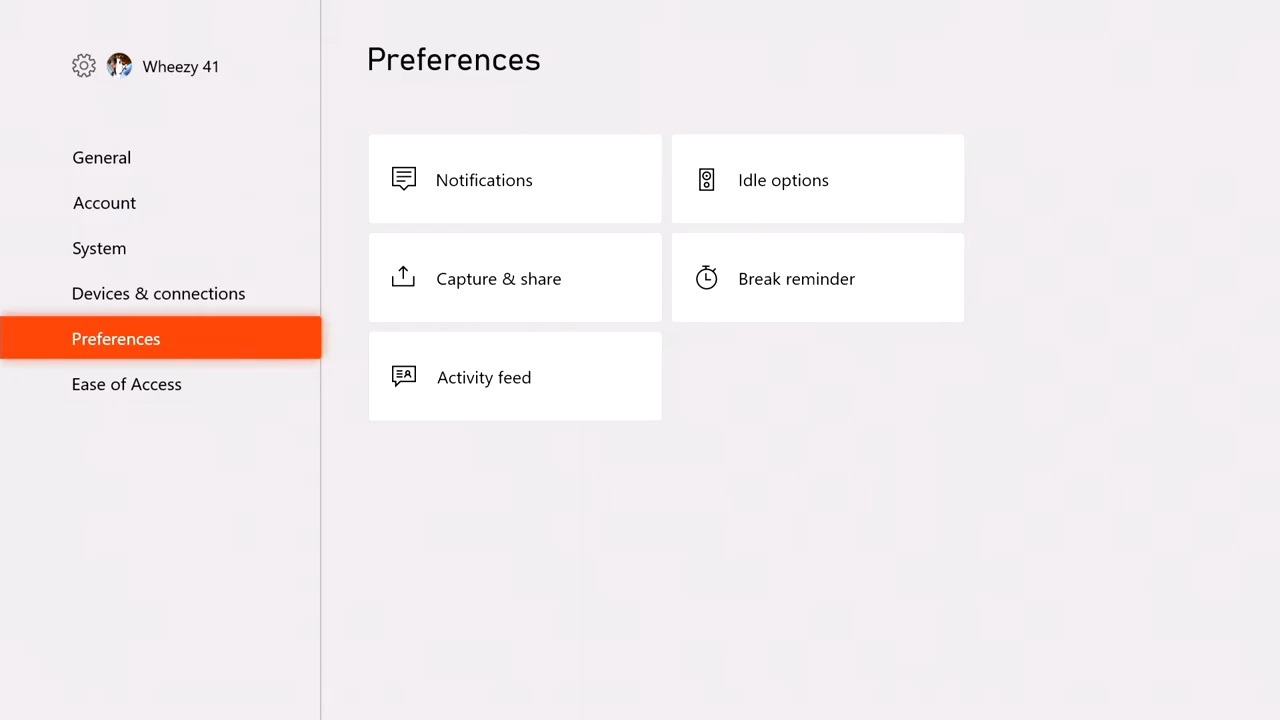 Wheezy 41
General
Account
System
Devices & connections
Preferences
Ease of Access
Preferences
Notifications
Idle options
Capture & share
Break reminder
Activity feed